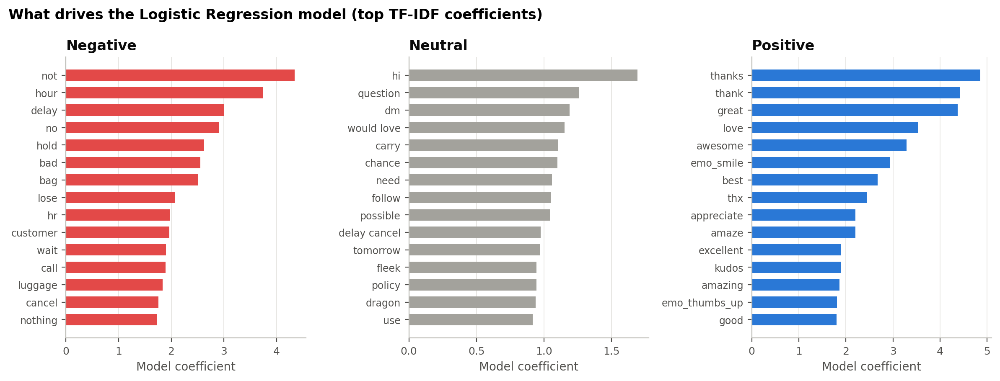 What drives the Logistic Regression model (top TF-IDF coefficients)
Negative
not
hour
delay
no
hold
bad
bag
lose
hr
customer
wait
call
luggage
cancel
nothing
0 1 2 3 4
Model coefficient
Neutral
hi
question
dm
would love
carry
chance
need
follow
possible
delay cancel
tomorrow
fleek
policy
dragon
use
0.0 0.5 1.0 1.5
Model coefficient
Positive
thanks
thank
great
love
awesome
emo_smile
best
thx
appreciate
amaze
excellent
kudos
amazing
emo_thumbs_up
good
0 1 2 3 4 5
Model coefficient